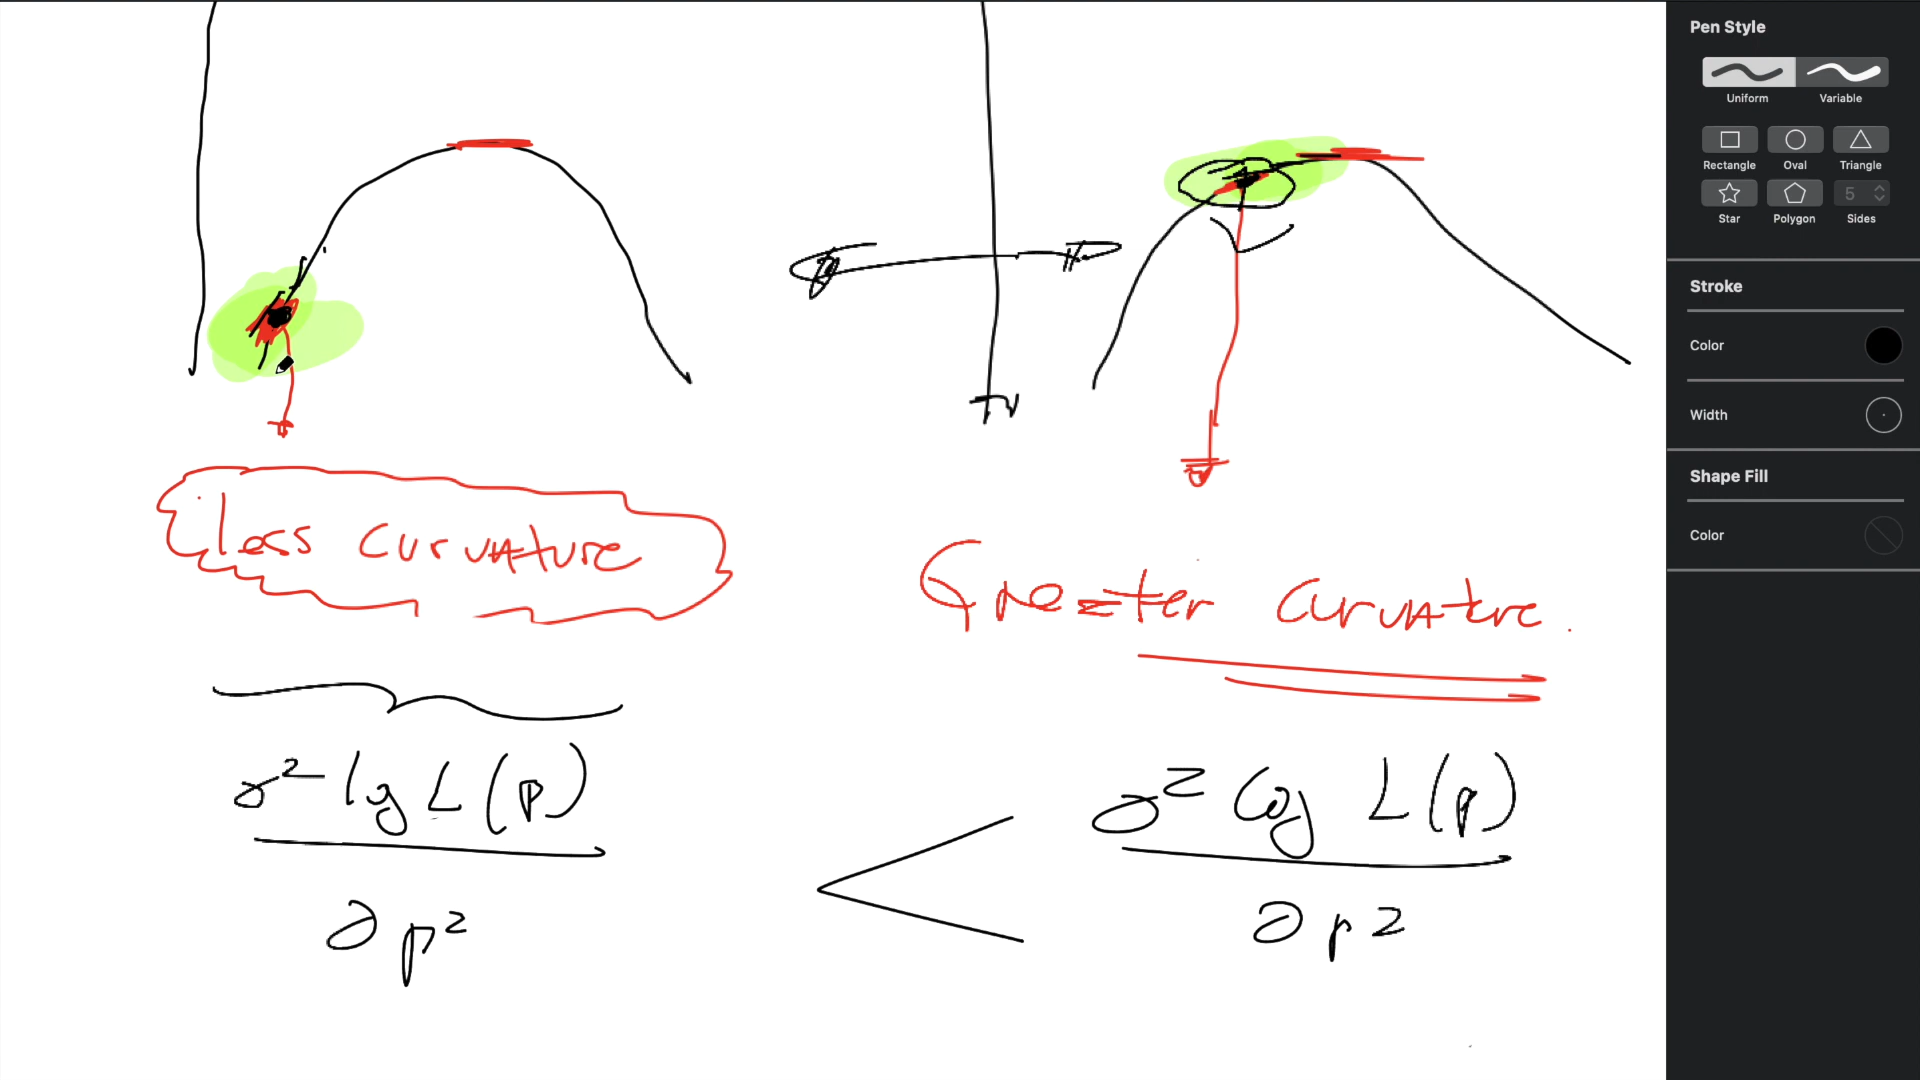 less curvature
Greater curvature.
∂² log L(p)
∂p²
<
∂² log L(p)
∂p²
Pen Style
Uniform Variable
Rectangle Oval Triangle
5
Star Polygon Sides
Stroke
Color
Width
Shape Fill
Color